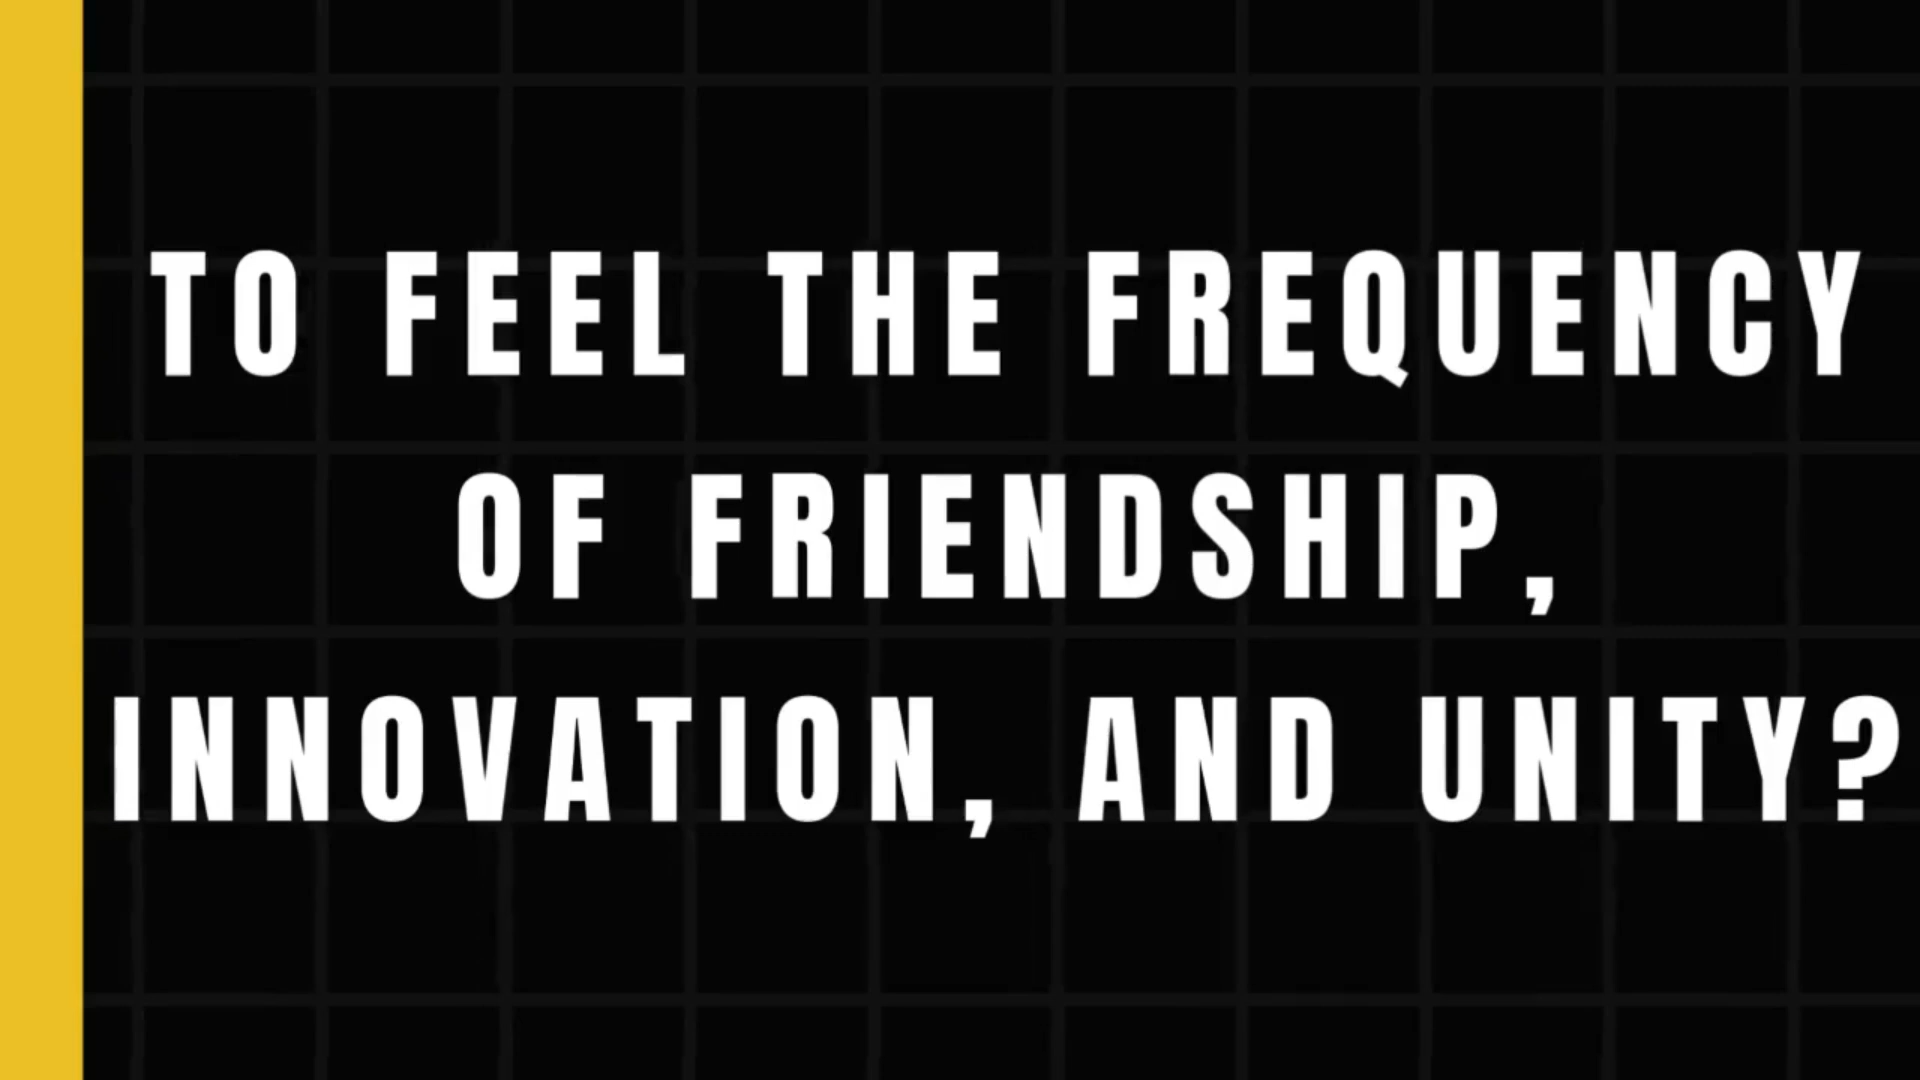 TO FEEL THE FREQUENCY
OF FRIENDSHIP,
INNOVATION, AND UNITY?